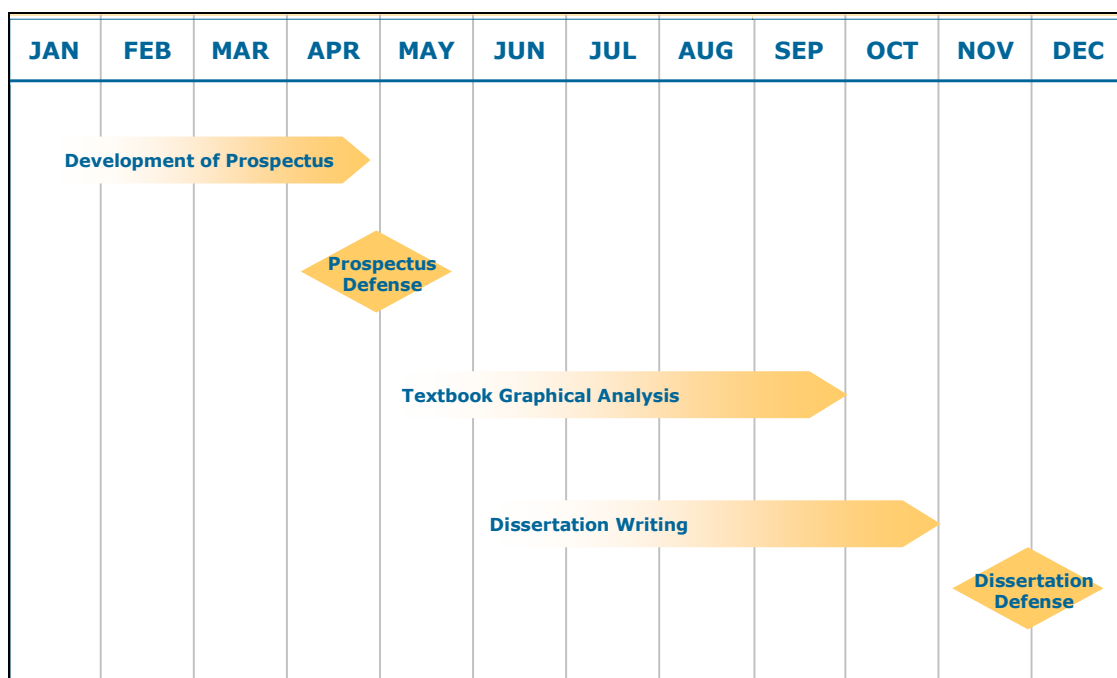 JAN FEB MAR APR MAY JUN JUL AUG SEP OCT NOV DEC
Development of Prospectus
Prospectus
Defense
Textbook Graphical Analysis
Dissertation Writing
Dissertation
Defense